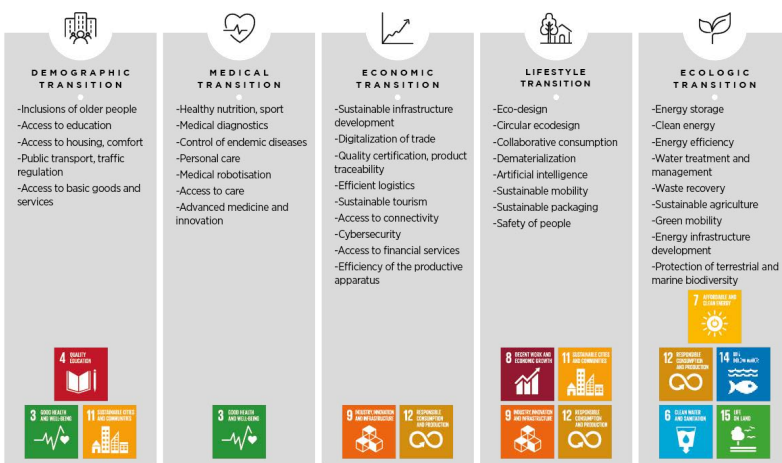 DEMOGRAPHIC
TRANSITION
-Inclusions of older people
-Access to education
-Access to housing, comfort
-Public transport, traffic
regulation
-Access to basic goods and
services
4 QUALITY
EDUCATION
3 GOOD HEALTH
AND WELL-BEING
11 SUSTAINABLE CITIES
AND COMMUNITIES
MEDICAL
TRANSITION
-Healthy nutrition, sport
-Medical diagnostics
-Control of endemic diseases
-Personal care
-Medical robotisation
-Access to care
-Advanced medicine and
innovation
3 GOOD HEALTH
AND WELL-BEING
ECONOMIC
TRANSITION
-Sustainable infrastructure
development
-Digitalization of trade
-Quality certification, product
traceability
-Efficient logistics
-Sustainable tourism
-Access to connectivity
-Cybersecurity
-Access to financial services
-Efficiency of the productive
apparatus
9 INDUSTRY, INNOVATION
AND INFRASTRUCTURE
12 RESPONSIBLE
CONSUMPTION
AND PRODUCTION
LIFESTYLE
TRANSITION
-Eco-design
-Circular ecodesign
-Collaborative consumption
-Dematerialization
-Artificial intelligence
-Sustainable mobility
-Sustainable packaging
-Safety of people
8 DECENT WORK AND
ECONOMIC GROWTH
11 SUSTAINABLE CITIES
AND COMMUNITIES
9 INDUSTRY, INNOVATION
AND INFRASTRUCTURE
12 RESPONSIBLE
CONSUMPTION
AND PRODUCTION
ECOLOGIC
TRANSITION
-Energy storage
-Clean energy
-Energy efficiency
-Water treatment and
management
-Waste recovery
-Sustainable agriculture
-Green mobility
-Energy infrastructure
development
-Protection of terrestrial and
marine biodiversity
7 AFFORDABLE AND
CLEAN ENERGY
12 RESPONSIBLE
CONSUMPTION
AND PRODUCTION
14 LIFE
BELOW WATER
6 CLEAN WATER
AND SANITATION
15 LIFE
ON LAND